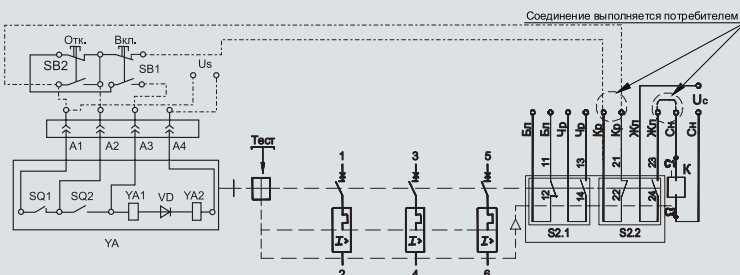 Соединение выполняется потребителем
Отк. Вкл.
SB2 SB1 Us
A1 A2 A3 A4
SQ1 SQ2 YA1 VD YA2
YA
Тест
1 3 5
I> I> I>
2 4 6
Бл Бл Чр Чр Кр Кр Жл Жл Сн Сн
Uc
11 13 21 23
K
12 14 22 24
S2.1 S2.2